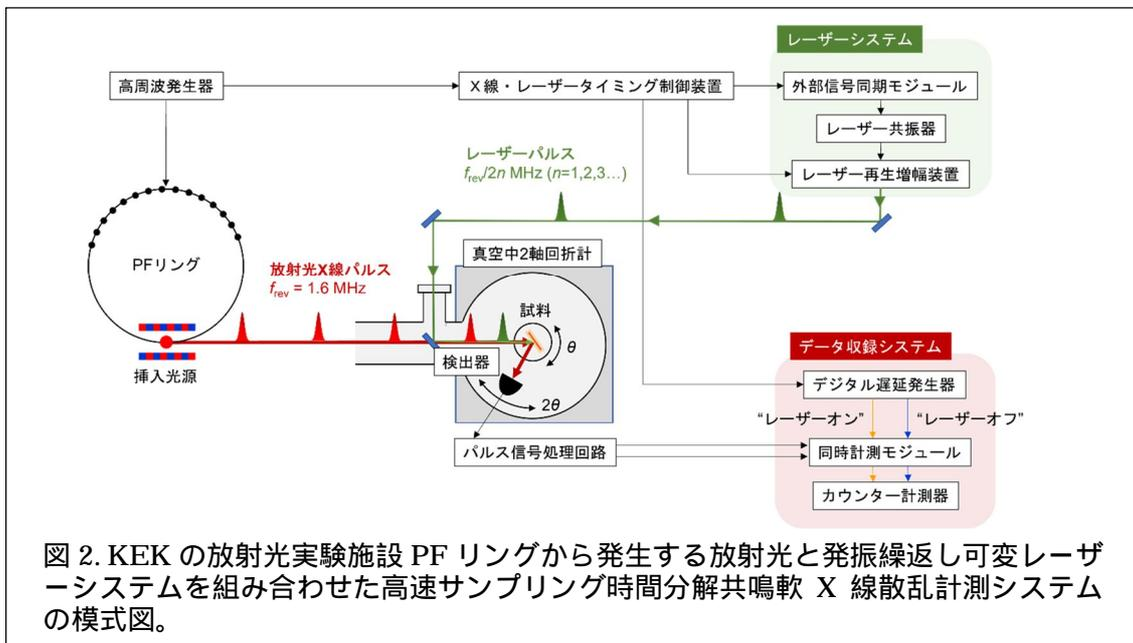 レーザーシステム
高周波発生器
X線・レーザータイミング制御装置
外部信号同期モジュール
レーザー共振器
レーザーパルス
f_rev/2n MHz (n=1,2,3…)
レーザー再生増幅装置
PFリング
放射光X線パルス
f_rev = 1.6 MHz
真空中2軸回折計
試料
θ
検出器
挿入光源
2θ
データ収録システム
デジタル遅延発生器
“レーザーオン”
“レーザーオフ”
パルス信号処理回路
同時計測モジュール
カウンター計測器
図 2. KEK の放射光実験施設 PF リングから発生する放射光と発振繰返し可変レーザ
ーシステムを組み合わせた高速サンプリング時間分解共鳴軟 X 線散乱計測システム
の模式図。